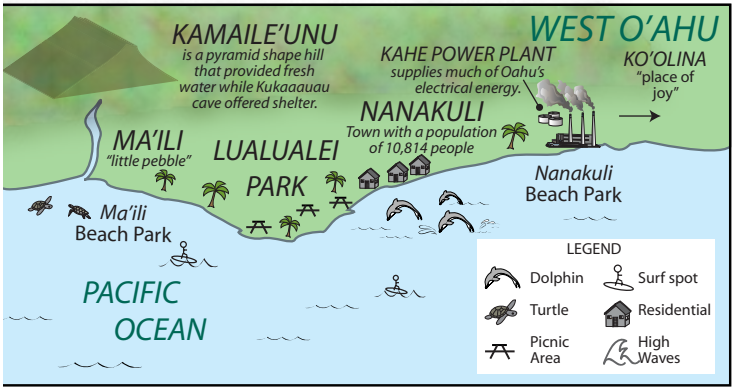 WEST O'AHU
KAMAILE'UNU
is a pyramid shape hill
that provided fresh
water while Kukaaauau
cave offered shelter.
KAHE POWER PLANT
supplies much of Oahu's
electrical energy.
KO'OLINA
"place of
joy"
MA'ILI
"little pebble"
LUALUALEI
PARK
NANAKULI
Town with a population
of 10,814 people
Nanakuli
Beach Park
Ma'ili
Beach Park
PACIFIC
OCEAN
LEGEND
Dolphin
Surf spot
Turtle
Residential
Picnic
Area
High
Waves